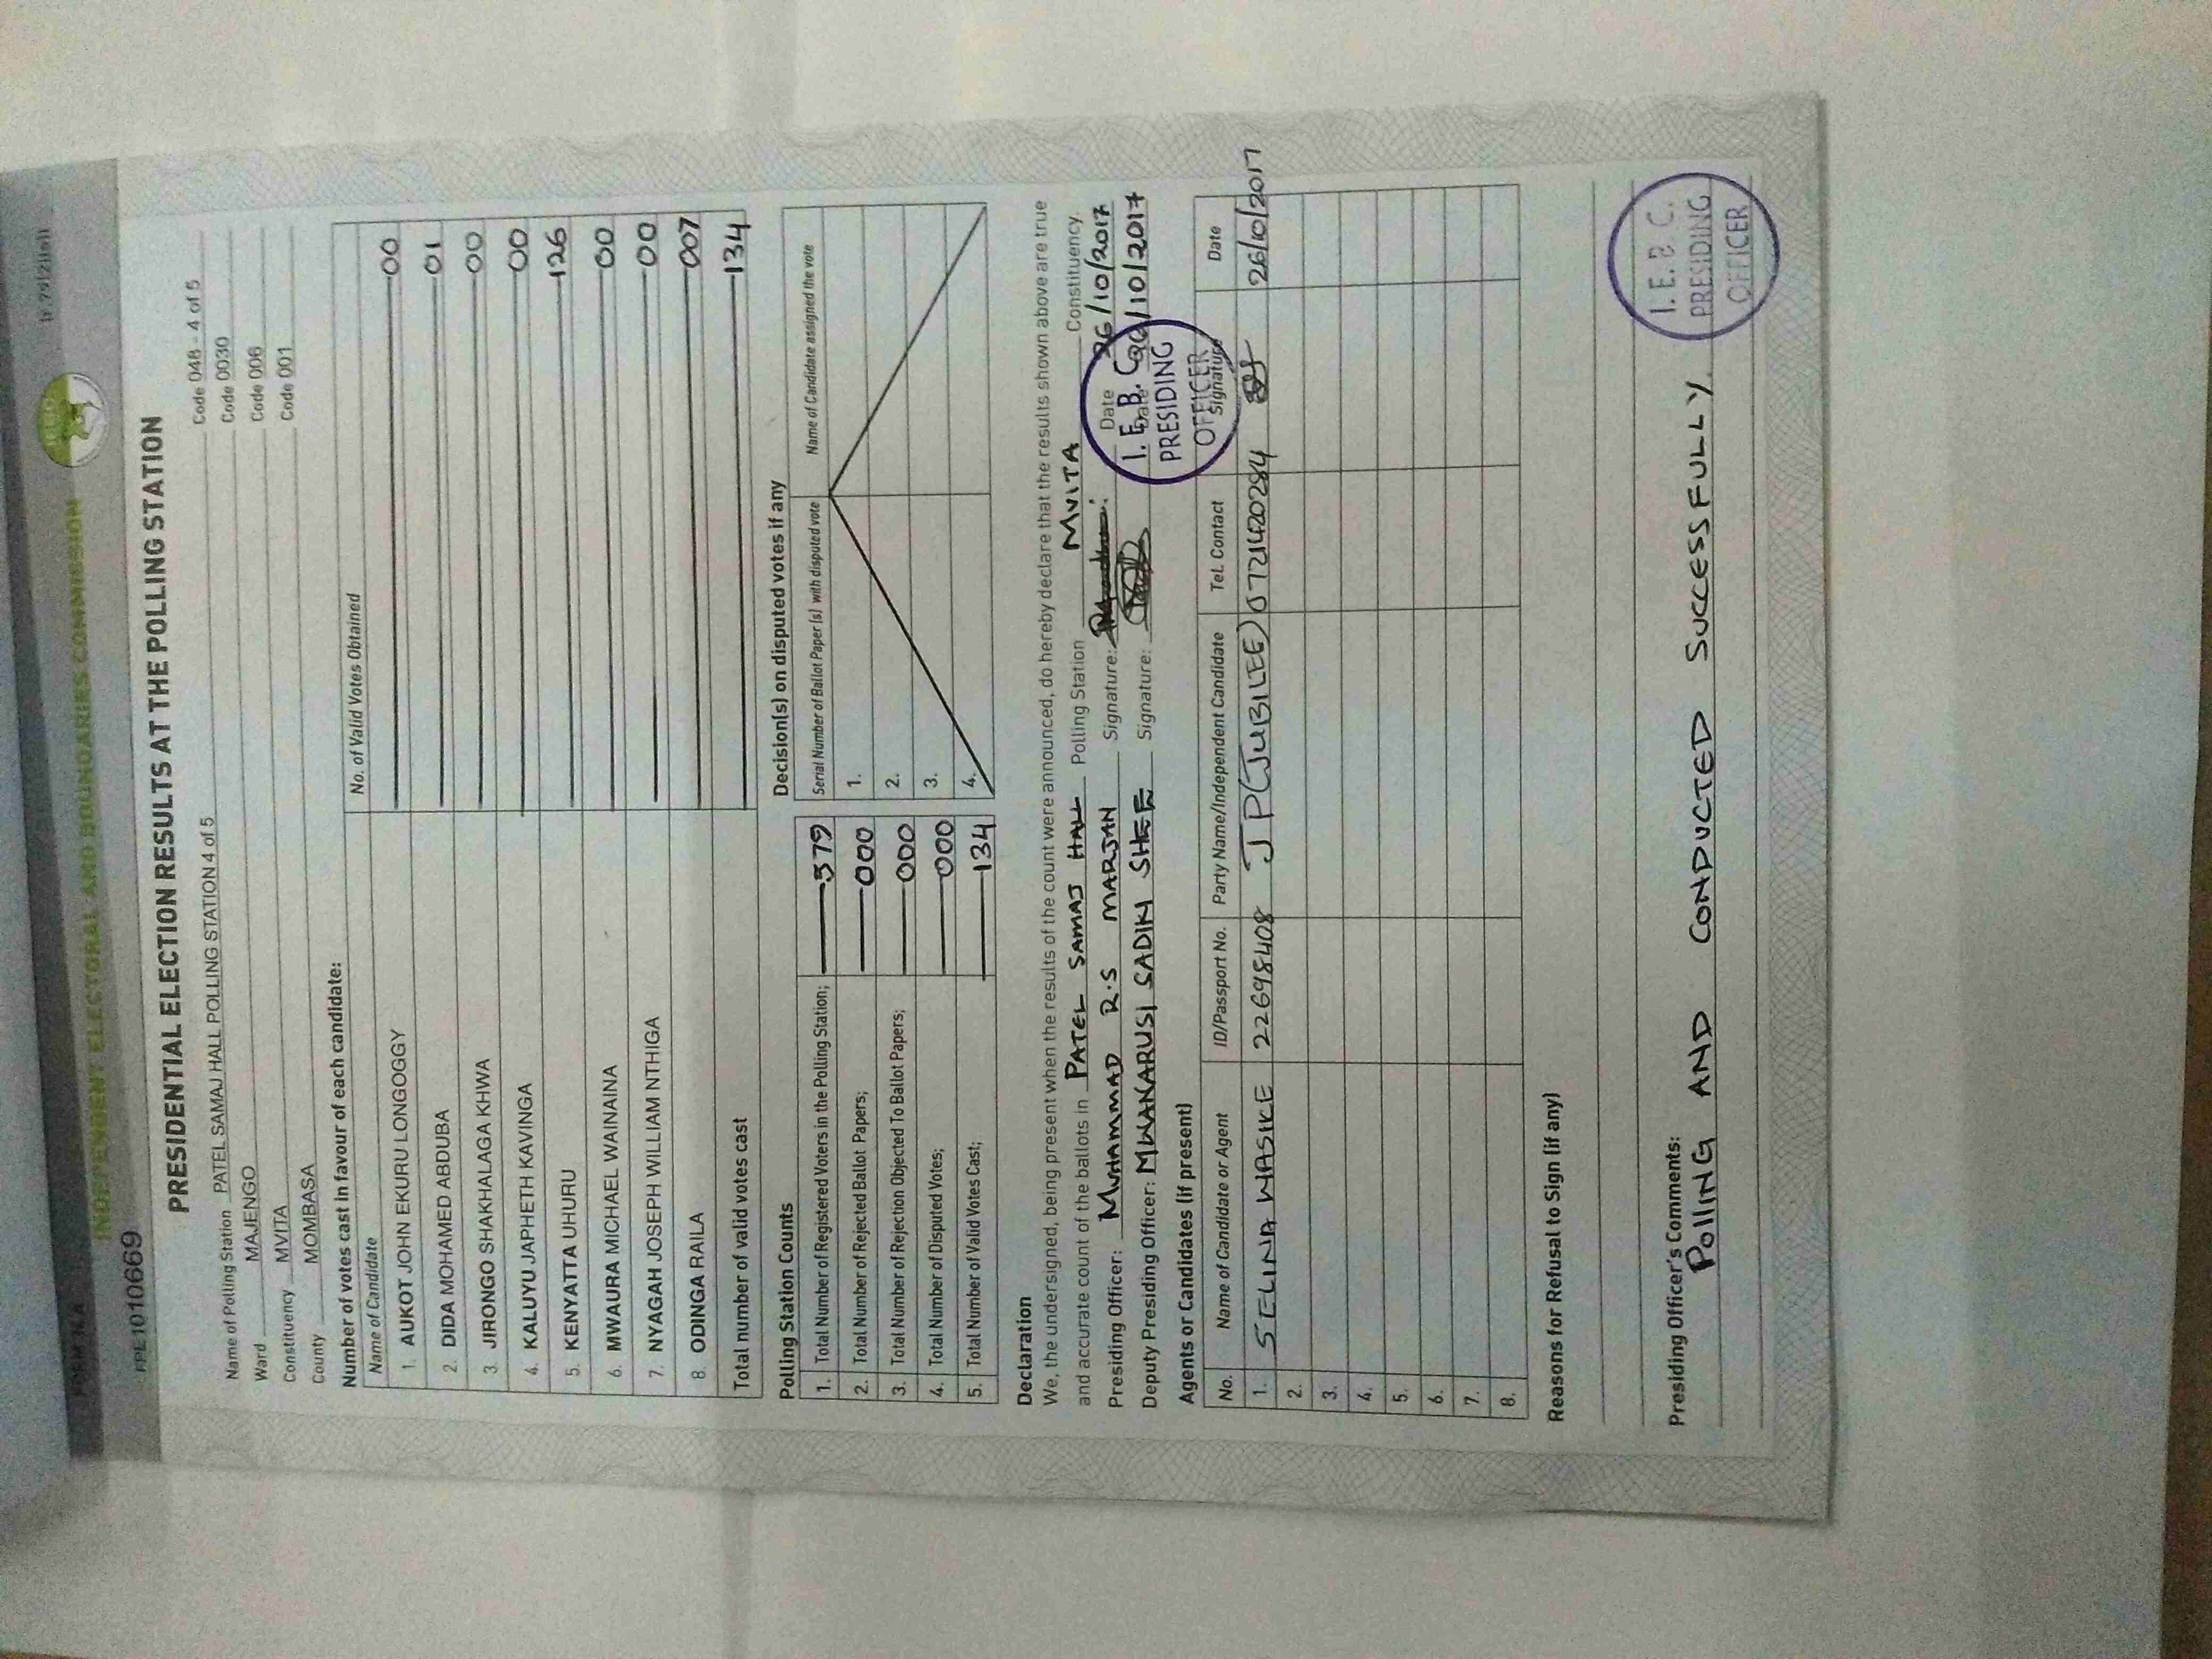 FORM 34A
INDEPENDENT ELECTORAL AND BOUNDARIES COMMISSION
PRESIDENTIAL ELECTION RESULTS AT THE POLLING STATION
Name of Polling Station PATEL SAMAJ HALL POLLING STATION 4 of 5 Code 048 - 4 of 5
Ward MAJENGO Code 0030
Constituency MVITA Code 006
County MOMBASA Code 001
Number of votes cast in favour of each candidate:
Name of Candidate No. of Valid Votes Obtained
1. AUKOT JOHN EKURU LONGOGGY 00
2. DIDA MOHAMED ABDUBA 01
3. JIRONGO SHAKHALAGA KHWA 00
4. KALUYU JAPHETH KAVINGA 00
5. KENYATTA UHURU 126
6. MWAURA MICHAEL WAINAINA 00
7. NYAGAH JOSEPH WILLIAM NTHIGA 00
8. ODINGA RAILA 007
Total number of valid votes cast 134
Polling Station Counts
1. Total Number of Registered Voters in the Polling Station; 379
2. Total Number of Rejected Ballot Papers; 000
3. Total Number of Rejection Objected To Ballot Papers; 000
4. Total Number of Disputed Votes; 000
5. Total Number of Valid Votes Cast; 134
Decision(s) on disputed votes if any
Serial Number of Ballot Paper (s) with disputed vote Name of Candidate assigned the vote
1.
2.
3.
4.
Declaration
We, the undersigned, being present when the results of the count were announced, do hereby declare that the results shown above are true
and accurate count of the ballots in PATEL SAMAJ HALL Polling Station MVITA Constituency.
Presiding Officer: MUHAMMAD R.S MARJAN Signature: Date 26/10/2017
Deputy Presiding Officer: MWANARUSI SADIN SHEE Signature: Date 26/10/2017
I. E. B. C.
PRESIDING
OFFICER
Agents or Candidates (if present)
No. Name of Candidate or Agent ID/Passport No. Party Name/Independent Candidate Tel. Contact Signature Date
1. SELINA WASIKE 22698408 JP(JUBILEE) 0721420284 26/10/2017
2.
3.
4.
5.
6.
7.
8.
Reasons for Refusal to Sign (if any)
Presiding Officer's Comments:
POLLING AND CONDUCTED SUCCESSFULLY.
I. E. B. C.
PRESIDING
OFFICER